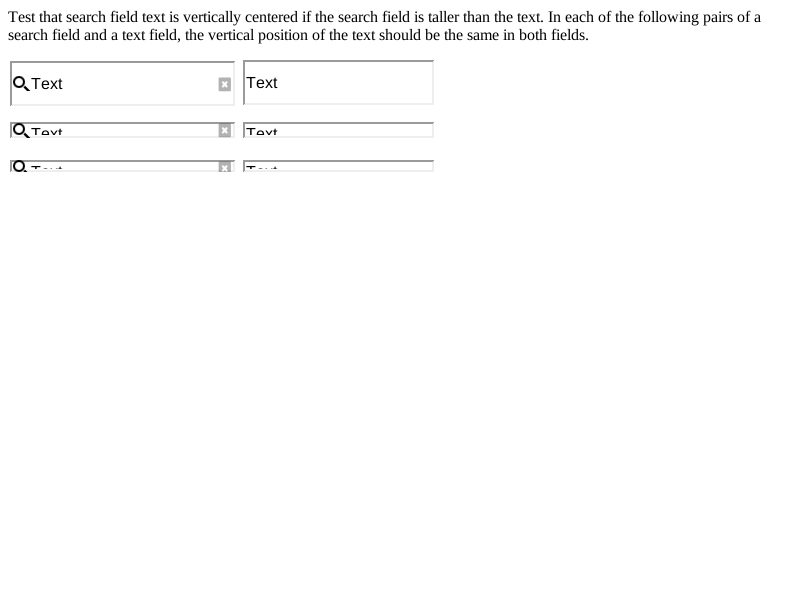 Test that search field text is vertically centered if the search field is taller than the text. In each of the following pairs of a
search field and a text field, the vertical position of the text should be the same in both fields.
Text Text
Text Text